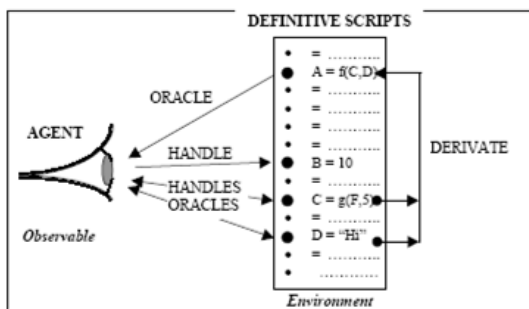 DEFINITIVE SCRIPTS
= ..............
A = f(C,D)
= ..............
= ..............
= ..............
= ..............
B = 10
= ..............
C = g(F,5)
= ..............
D = “Hi”
= ..............
..............
Environment
ORACLE
AGENT
HANDLE
HANDLES
ORACLES
Observable
DERIVATE